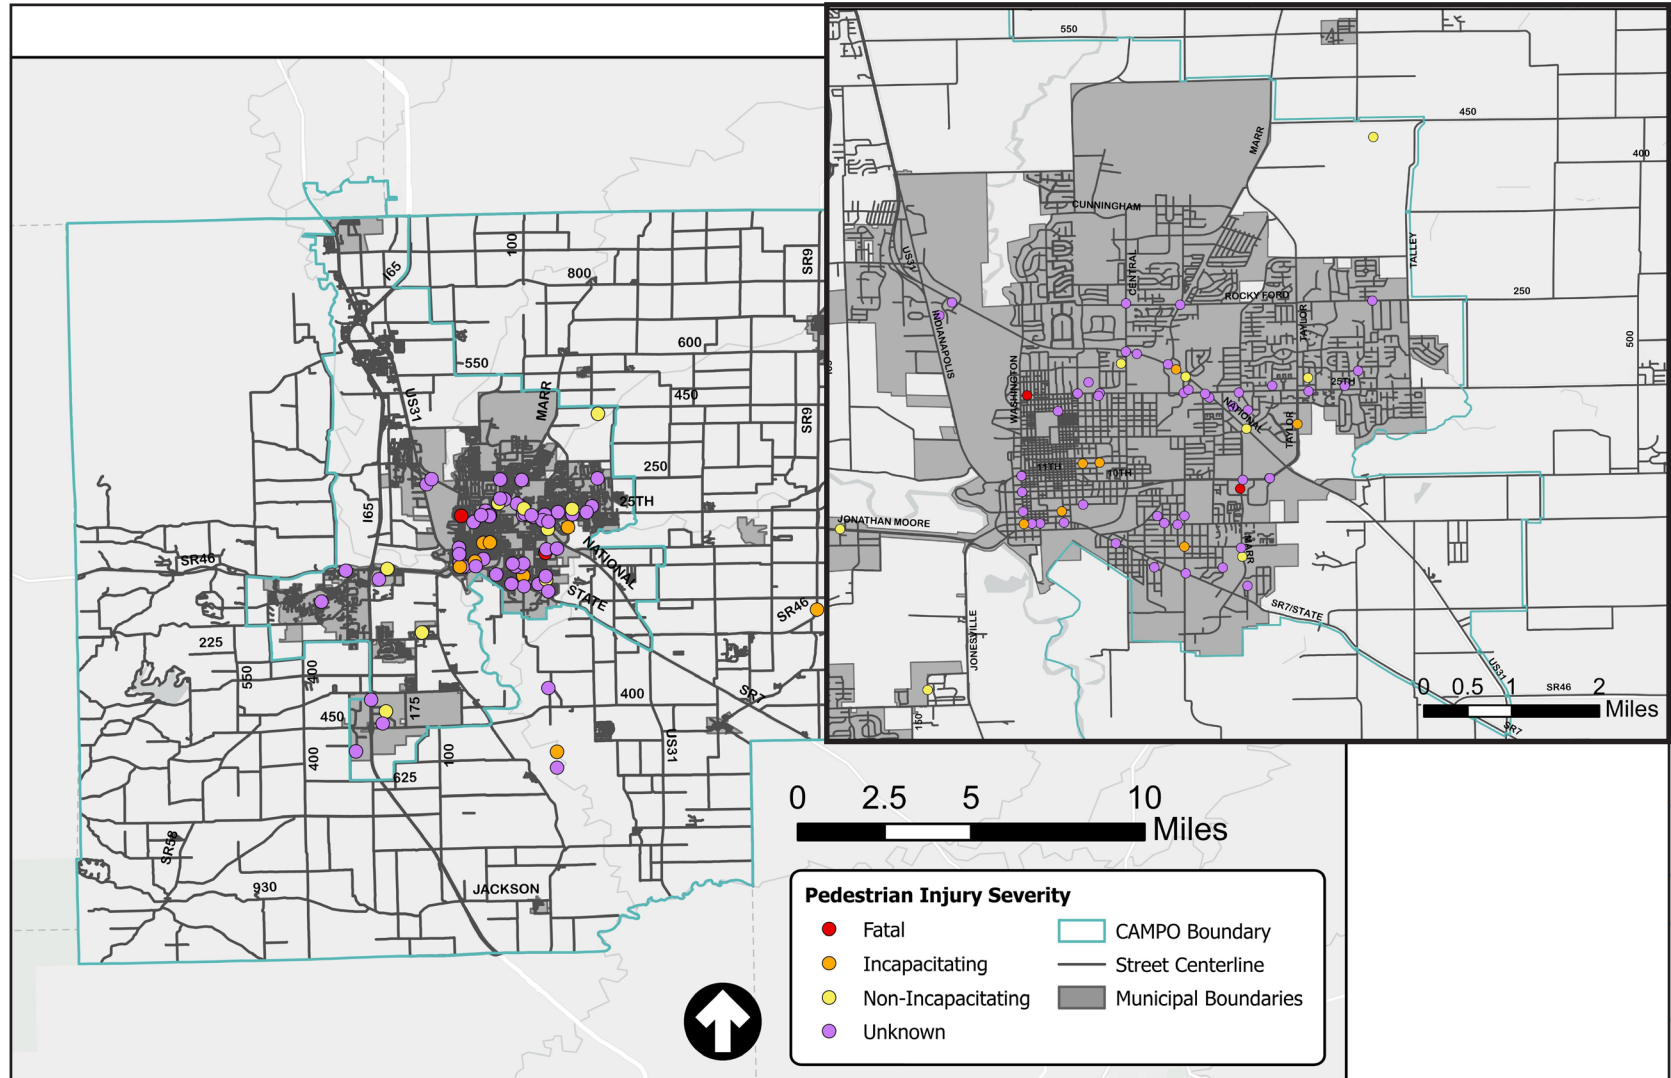 550
450
MARR
400
CUNNINGHAM
US31
CENTRAL
TALLEY
ROCKY FORD
250
INDIANAPOLIS
TAYLOR
500
WASHINGTON
25TH
NATIONAL
TAYLOR
11TH
10TH
JONATHAN MOORE
MARR
SR7/STATE
JONESVILLE
US31
150
SR46
SR7
0 0.5 1 2
Miles
100
I65
800
SR9
600
550
US31
MARR
450
SR9
250
25TH
I65
NATIONAL
SR46
STATE
SR46
225
550
400
400
SR7
450
175
US31
400
100
625
SR58
930
JACKSON
0 2.5 5 10
Miles
Pedestrian Injury Severity
Fatal
Incapacitating
Non-Incapacitating
Unknown
CAMPO Boundary
Street Centerline
Municipal Boundaries